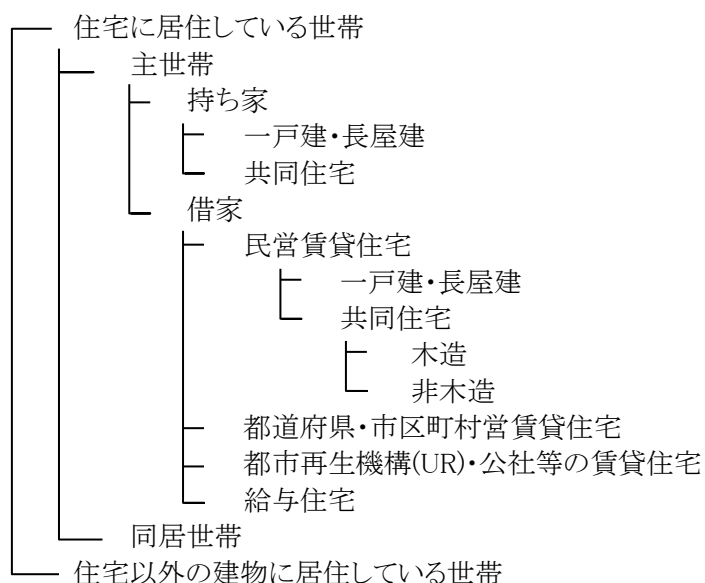 住宅に居住している世帯
主世帯
持ち家
一戸建・長屋建
共同住宅
借家
民営賃貸住宅
一戸建・長屋建
共同住宅
木造
非木造
都道府県・市区町村営賃貸住宅
都市再生機構(UR)・公社等の賃貸住宅
給与住宅
同居世帯
住宅以外の建物に居住している世帯